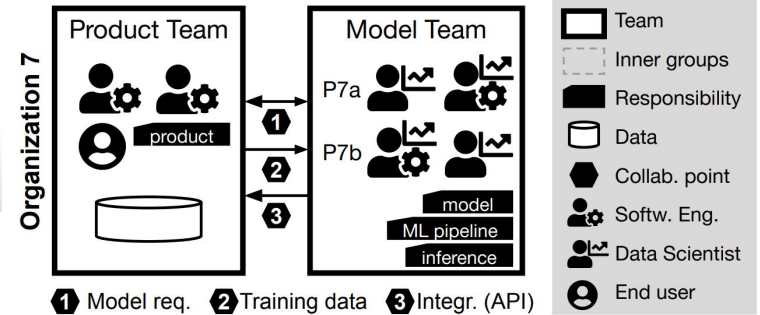 Organization 7
Product Team
product
1
2
3
Model Team
P7a
P7b
model
ML pipeline
inference
1 Model req. 2 Training data 3 Integr. (API)
Team
Inner groups
Responsibility
Data
Collab. point
Softw. Eng.
Data Scientist
End user